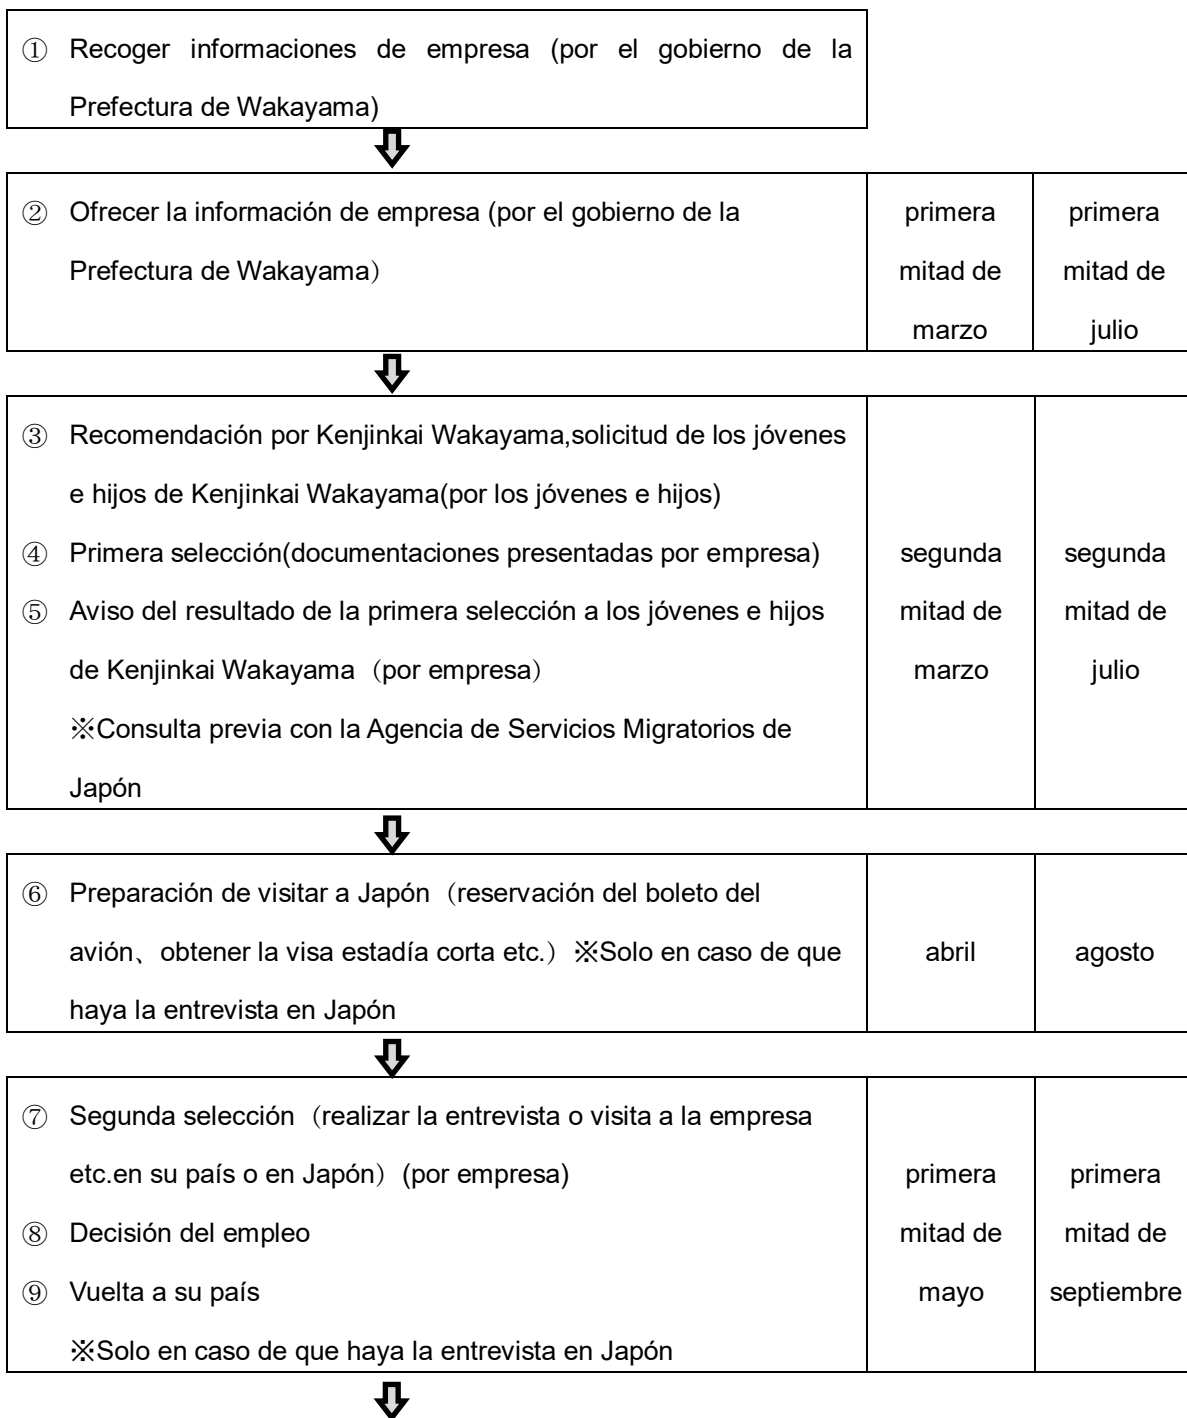 ① Recoger informaciones de empresa (por el gobierno de la
Prefectura de Wakayama)
② Ofrecer la información de empresa (por el gobierno de la
Prefectura de Wakayama）
primera
mitad de
marzo
primera
mitad de
julio
③ Recomendación por Kenjinkai Wakayama,solicitud de los jóvenes
e hijos de Kenjinkai Wakayama(por los jóvenes e hijos)
④ Primera selección(documentaciones presentadas por empresa)
⑤ Aviso del resultado de la primera selección a los jóvenes e hijos
de Kenjinkai Wakayama（por empresa）
※Consulta previa con la Agencia de Servicios Migratorios de
Japón
segunda
mitad de
marzo
segunda
mitad de
julio
⑥ Preparación de visitar a Japón（reservación del boleto del
avión、obtener la visa estadía corta etc.）※Solo en caso de que
haya la entrevista en Japón
abril
agosto
⑦ Segunda selección（realizar la entrevista o visita a la empresa
etc.en su país o en Japón）(por empresa)
⑧ Decisión del empleo
⑨ Vuelta a su país
※Solo en caso de que haya la entrevista en Japón
primera
mitad de
mayo
primera
mitad de
septiembre